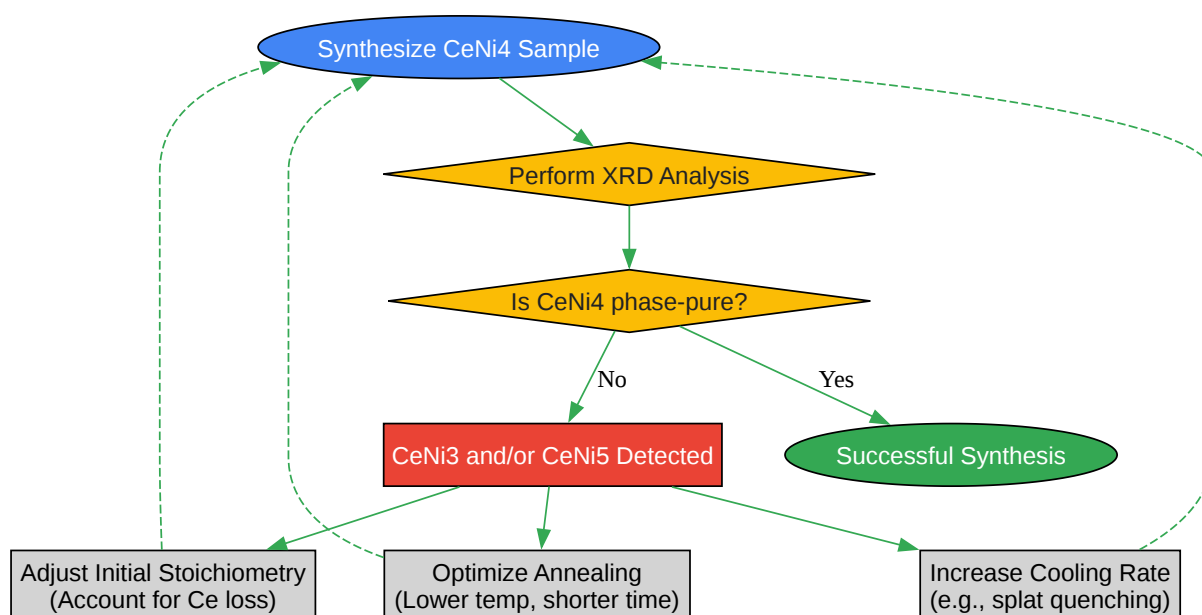 Synthesize CeNi4 Sample
Perform XRD Analysis
Is CeNi4 phase-pure?
No
Yes
CeNi3 and/or CeNi5 Detected
Successful Synthesis
Adjust Initial Stoichiometry
(Account for Ce loss)
Optimize Annealing
(Lower temp, shorter time)
Increase Cooling Rate
(e.g., splat quenching)